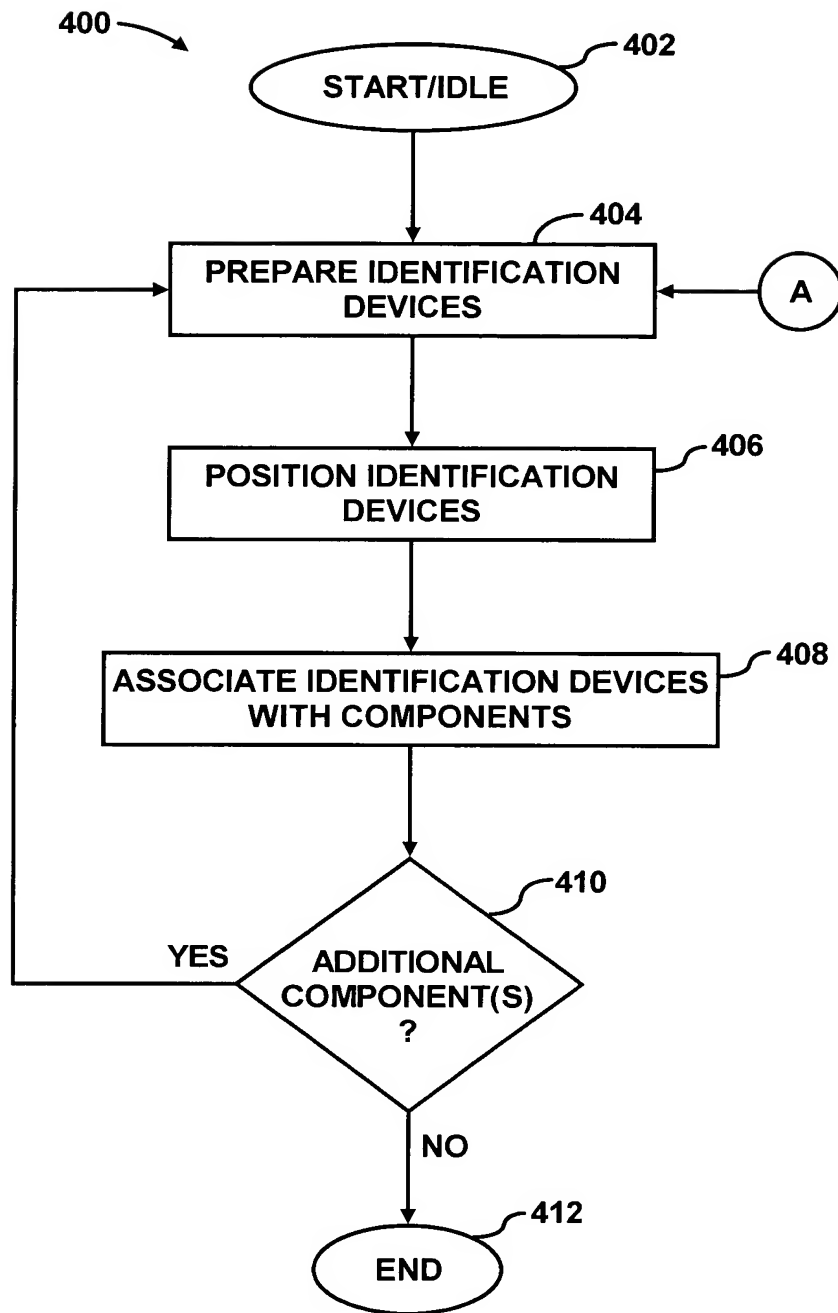 400
402
START/IDLE
404
PREPARE IDENTIFICATION
DEVICES
A
406
POSITION IDENTIFICATION
DEVICES
408
ASSOCIATE IDENTIFICATION DEVICES
WITH COMPONENTS
410
YES
ADDITIONAL
COMPONENT(S)
?
NO
412
END